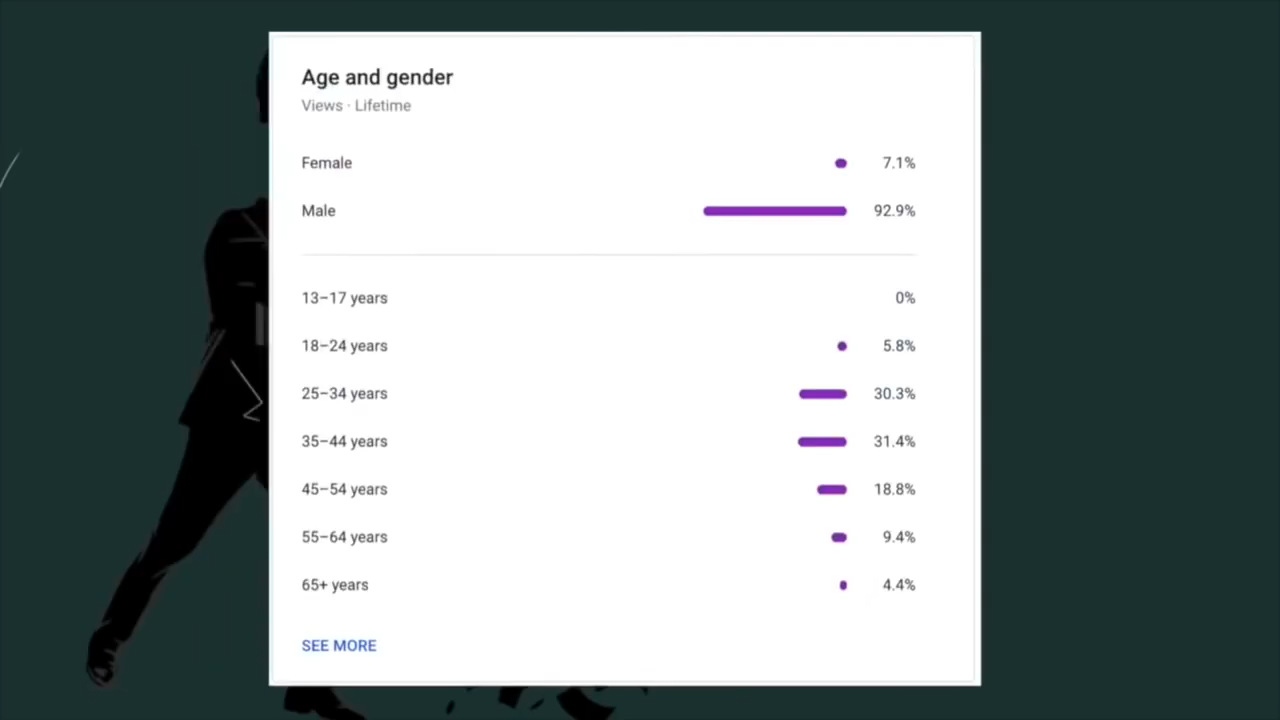 Age and gender
Views · Lifetime
Female 7.1%
Male 92.9%
13–17 years 0%
18–24 years 5.8%
25–34 years 30.3%
35–44 years 31.4%
45–54 years 18.8%
55–64 years 9.4%
65+ years 4.4%
SEE MORE